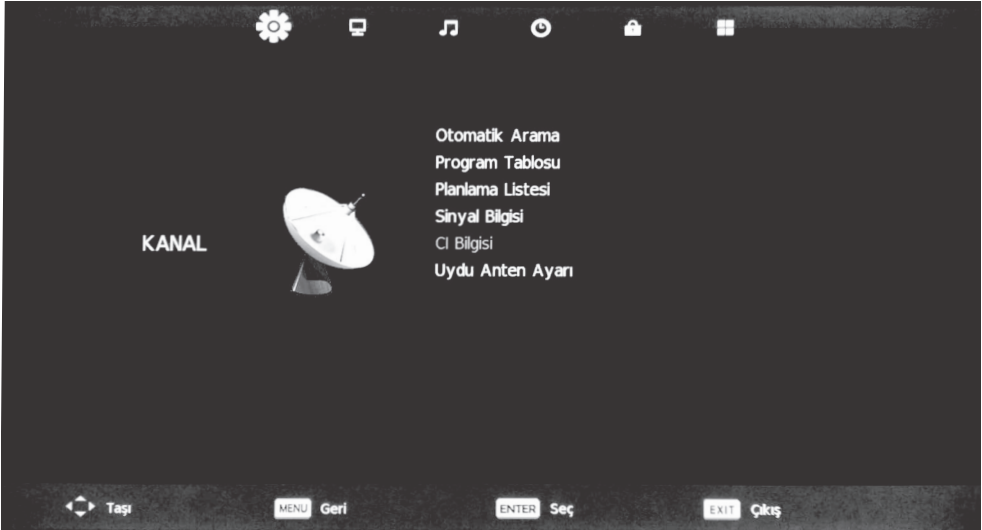 Otomatik Arama
Program Tablosu
Planlama Listesi
Sinyal Bilgisi
KANAL
CI Bilgisi
Uydu Anten Ayarı
Taşı MENU Geri ENTER Seç EXIT Çıkış